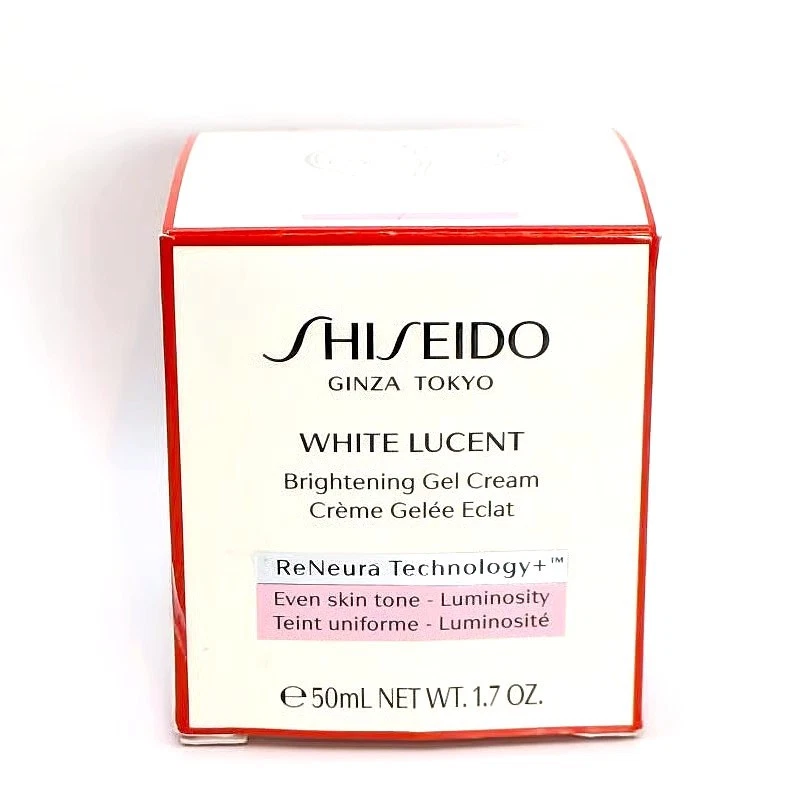 SHISEIDO
GINZA TOKYO
WHITE LUCENT
Brightening Gel Cream
Crème Gelée Eclat
ReNeura Technology+™
Even skin tone - Luminosity
Teint uniforme - Luminosité
℮50mL NET WT. 1.7 OZ.